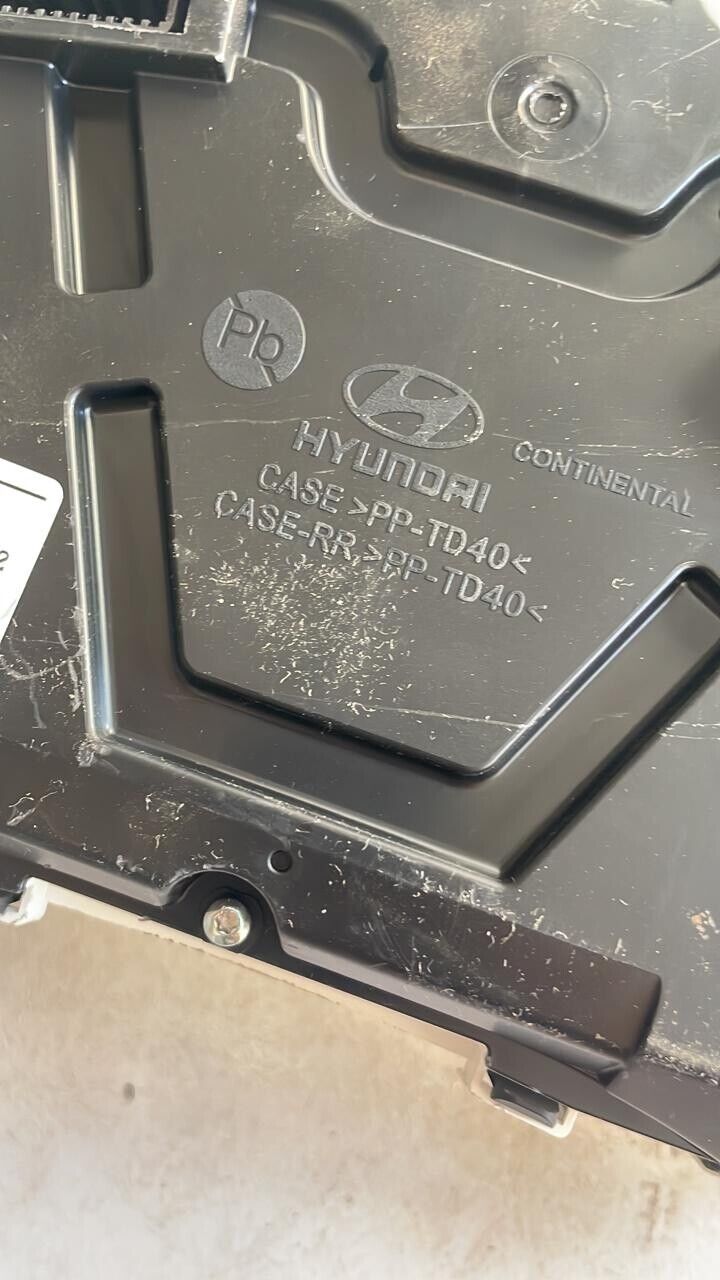 Pb
HYUNDAI
CONTINENTAL
CASE >PP-TD40<
CASE-RR >PP-TD40<